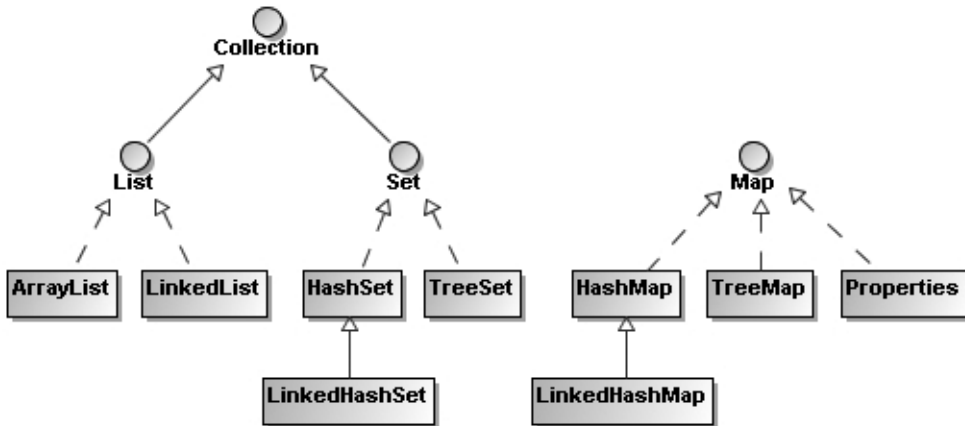 Collection
List
Set
Map
ArrayList
LinkedList
HashSet
TreeSet
HashMap
TreeMap
Properties
LinkedHashSet
LinkedHashMap